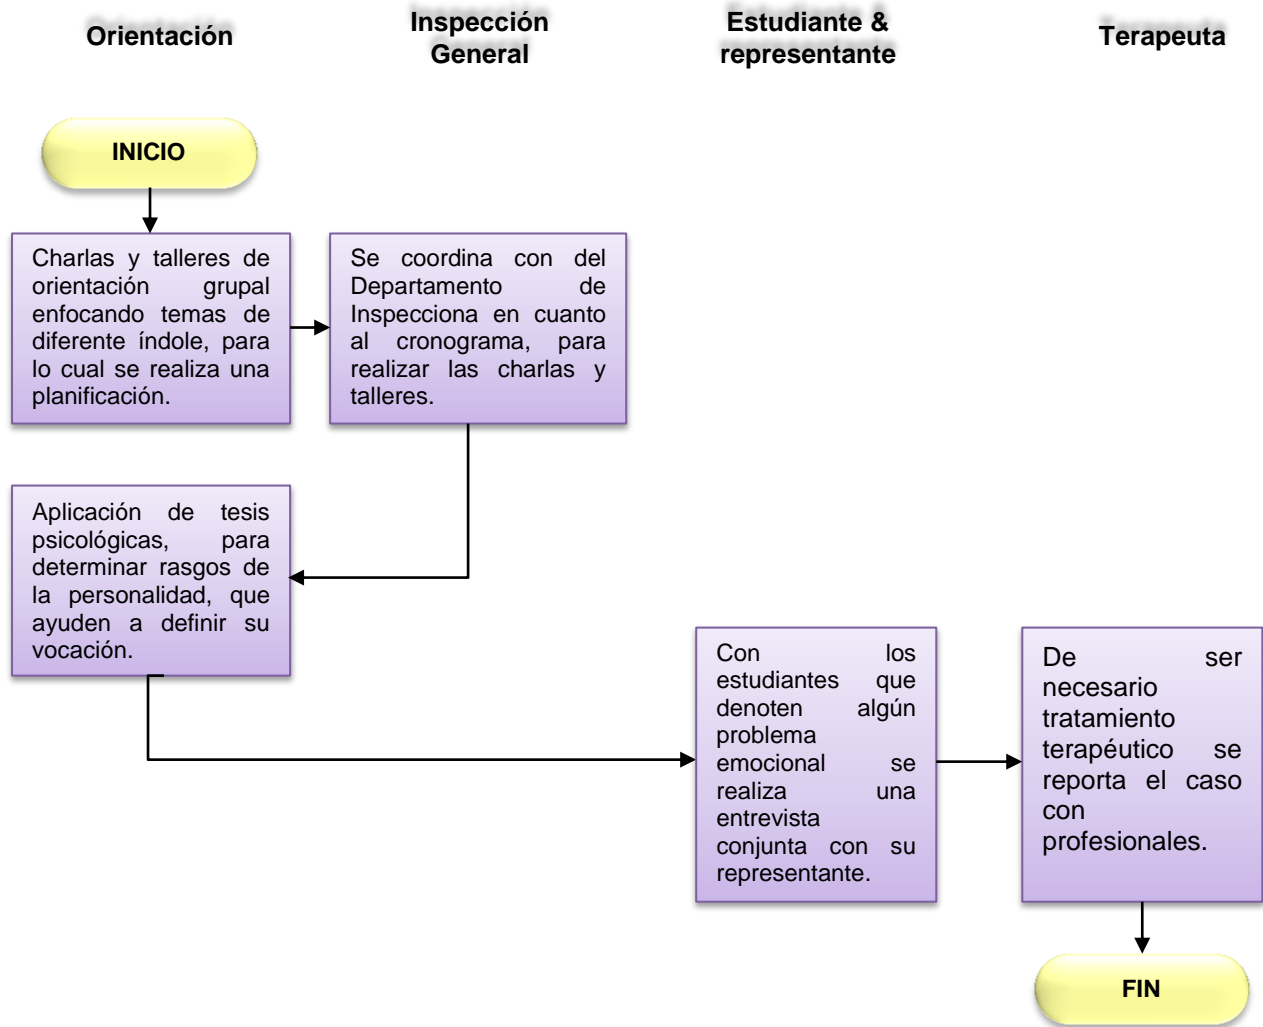 Orientación
Inspección
General
Estudiante &
representante
Terapeuta
INICIO
Charlas y talleres de
orientación grupal
enfocando temas de
diferente índole, para
lo cual se realiza una
planificación.
Se coordina con del
Departamento de
Inspecciona en cuanto
al cronograma, para
realizar las charlas y
talleres.
Aplicación de tesis
psicológicas, para
determinar rasgos de
la personalidad, que
ayuden a definir su
vocación.
Con los
estudiantes que
denoten algún
problema
emocional se
realiza una
entrevista
conjunta con su
representante.
De ser
necesario
tratamiento
terapéutico se
reporta el caso
con
profesionales.
FIN